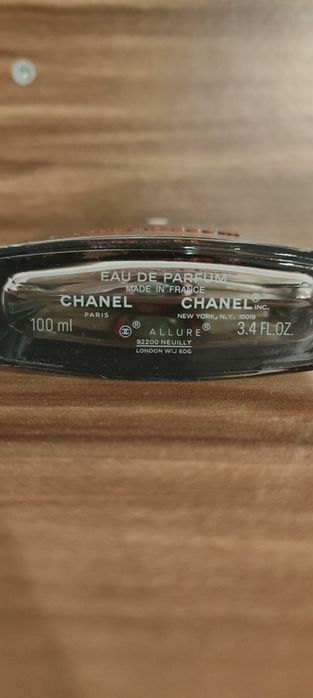 EAU DE PARFUM
MADE IN FRANCE
CHANEL CHANEL® INC.
PARIS NEW YORK, N.Y. 10019
100 ml ® ALLURE® 3.4 FL.OZ.
92200 NEUILLY
LONDON W1J 6DG